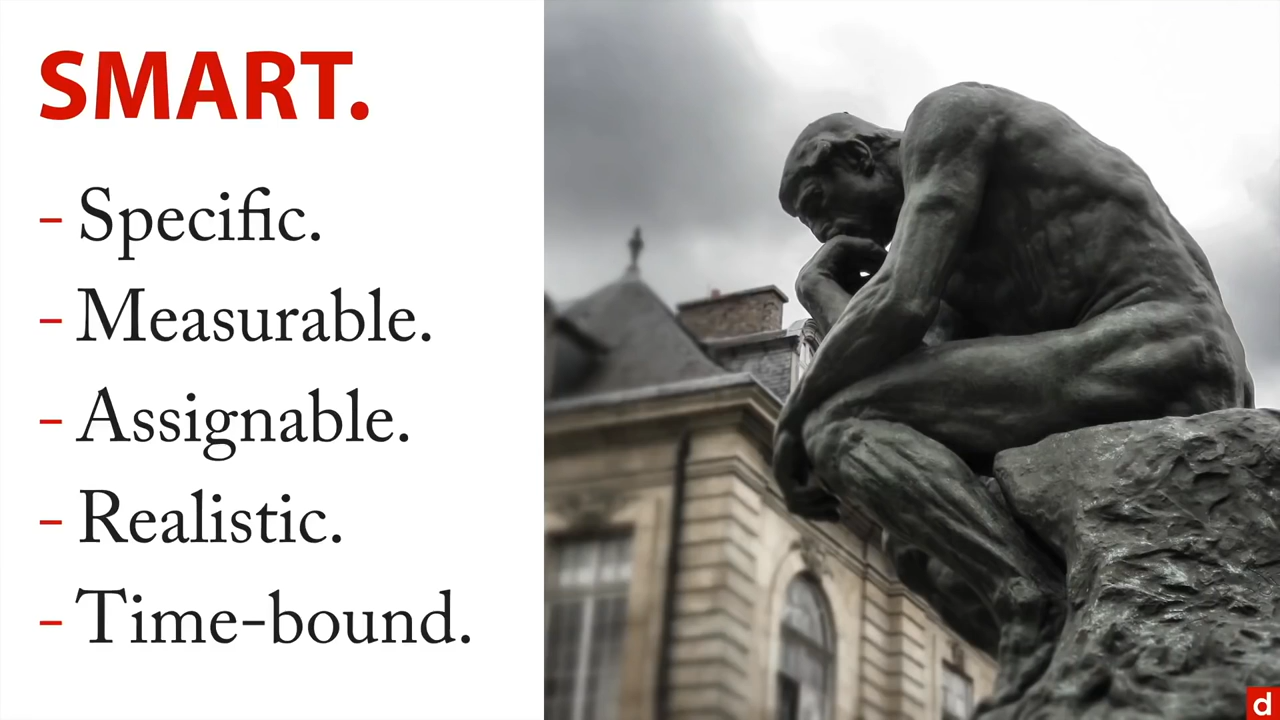 SMART.
- Specific.
- Measurable.
- Assignable.
- Realistic.
- Time-bound.
d